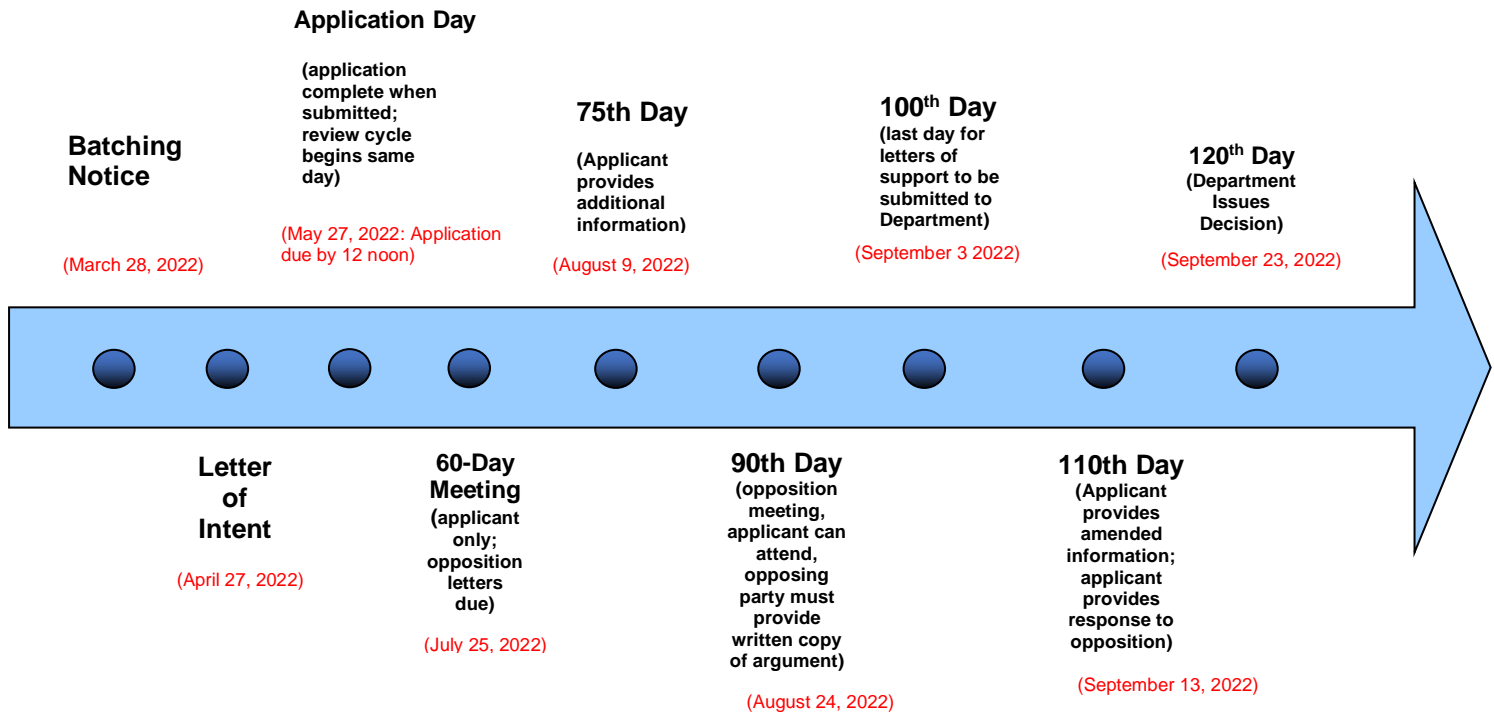 Batching
Notice
(March 28, 2022)
Letter
of
Intent
(April 27, 2022)
Application Day
(application
complete when
submitted;
review cycle
begins same
day)
(May 27, 2022: Application
due by 12 noon)
60-Day
Meeting
(applicant
only;
opposition
letters
due)
(July 25, 2022)
75th Day
(Applicant
provides
additional
information)
(August 9, 2022)
90th Day
(opposition
meeting,
applicant can
attend,
opposing
party must
provide
written copy
of argument)
(August 24, 2022)
100th Day
(last day for
letters of
support to be
submitted to
Department)
(September 3 2022)
110th Day
(Applicant
provides
amended
information;
applicant
provides
response to
opposition)
(September 13, 2022)
120th Day
(Department
Issues
Decision)
(September 23, 2022)